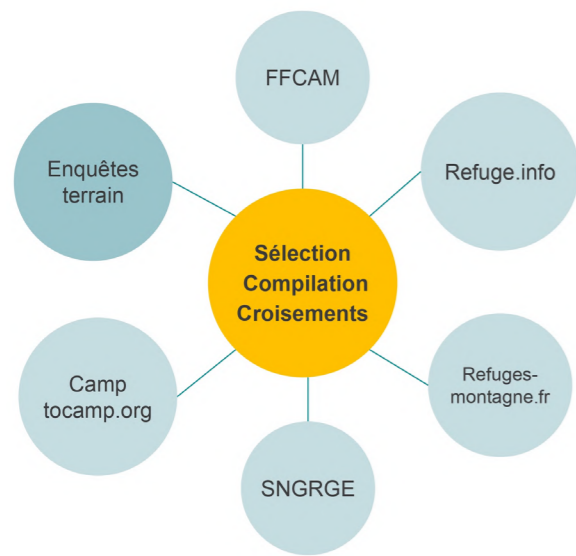 FFCAM
Enquêtes
terrain
Refuge.info
Sélection
Compilation
Croisements
Camp
tocamp.org
Refuges-
montagne.fr
SNGRGE